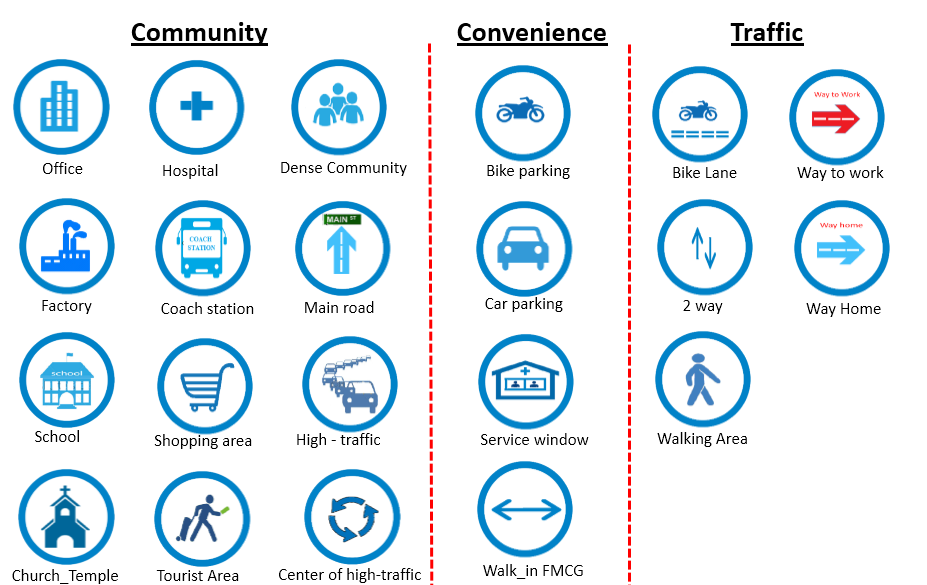 Community
Convenience
Traffic
Office
Hospital
Dense Community
Bike parking
Bike Lane
Way to Work
Way to work
Factory
COACH
STATION
Coach station
MAIN ST
Main road
Car parking
2 way
Way home
Way Home
school
School
Shopping area
High - traffic
Service window
Walking Area
Church_Temple
Tourist Area
Center of high-traffic
Walk_in FMCG